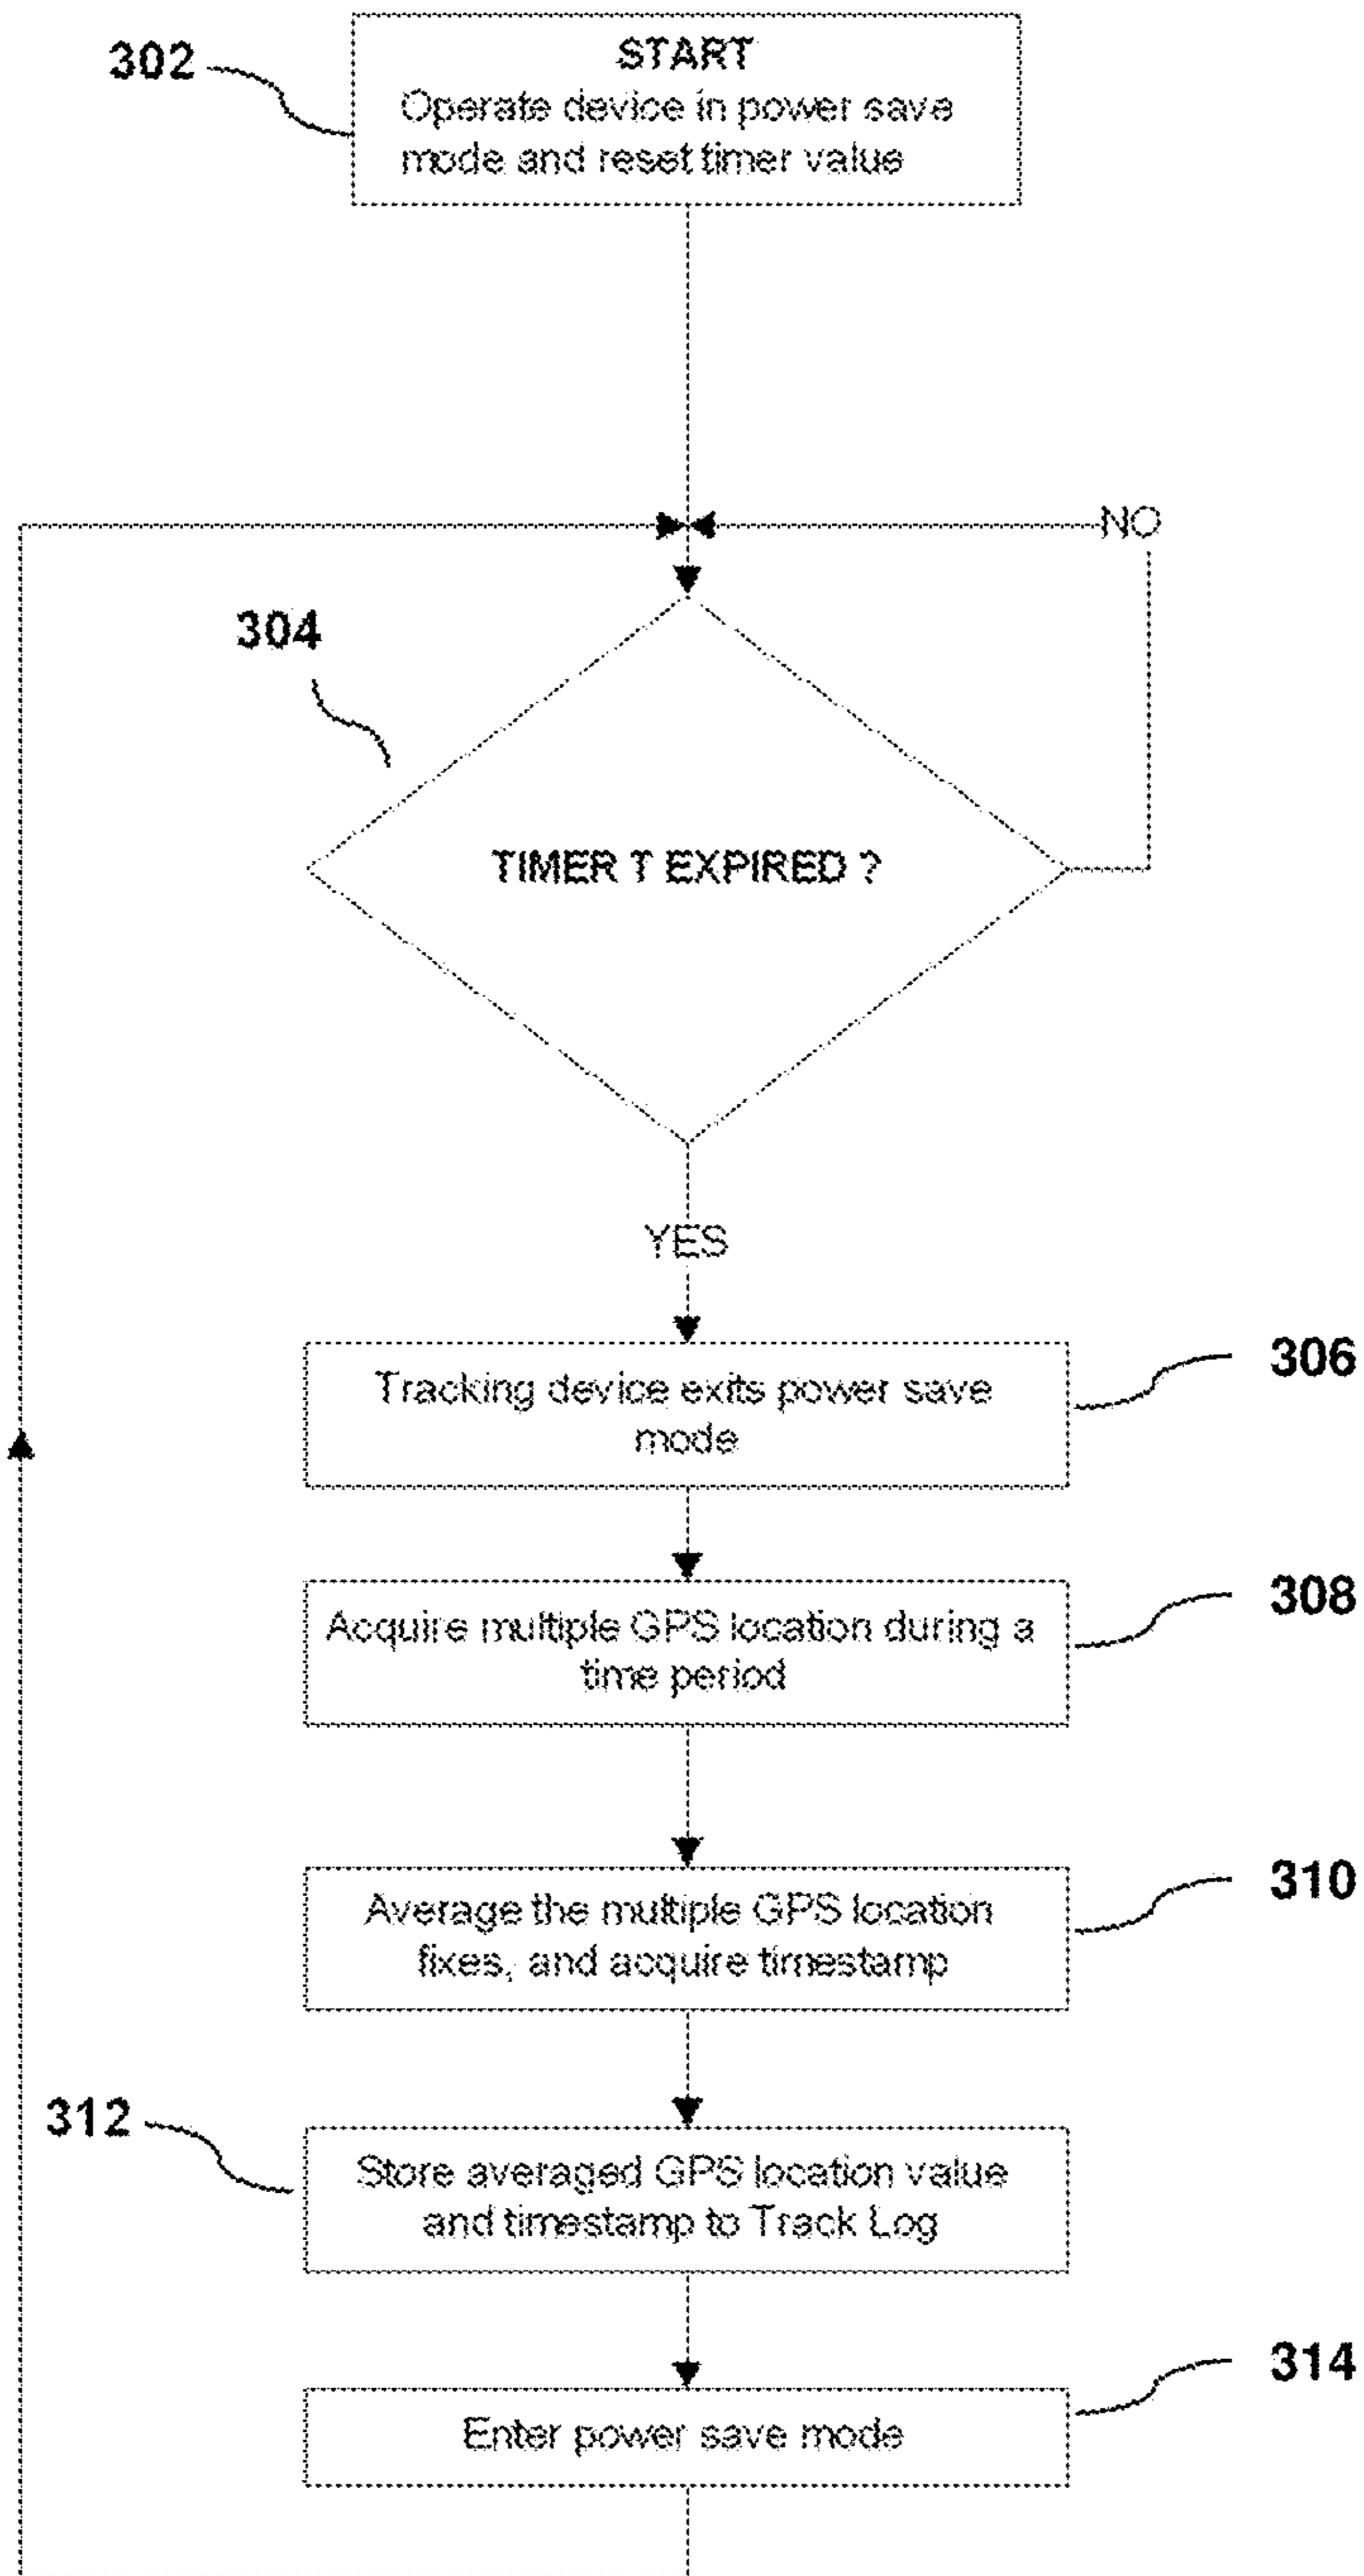 302
START
Operate device in power save
mode and reset timer value
NO
304
TIMER T EXPIRED ?
YES
306
Tracking device exits power save
mode
308
Acquire multiple GPS location during a
time period
310
Average the multiple GPS location
fixes, and acquire timestamp
312
Store averaged GPS location value
and timestamp to Track Log
314
Enter power save mode